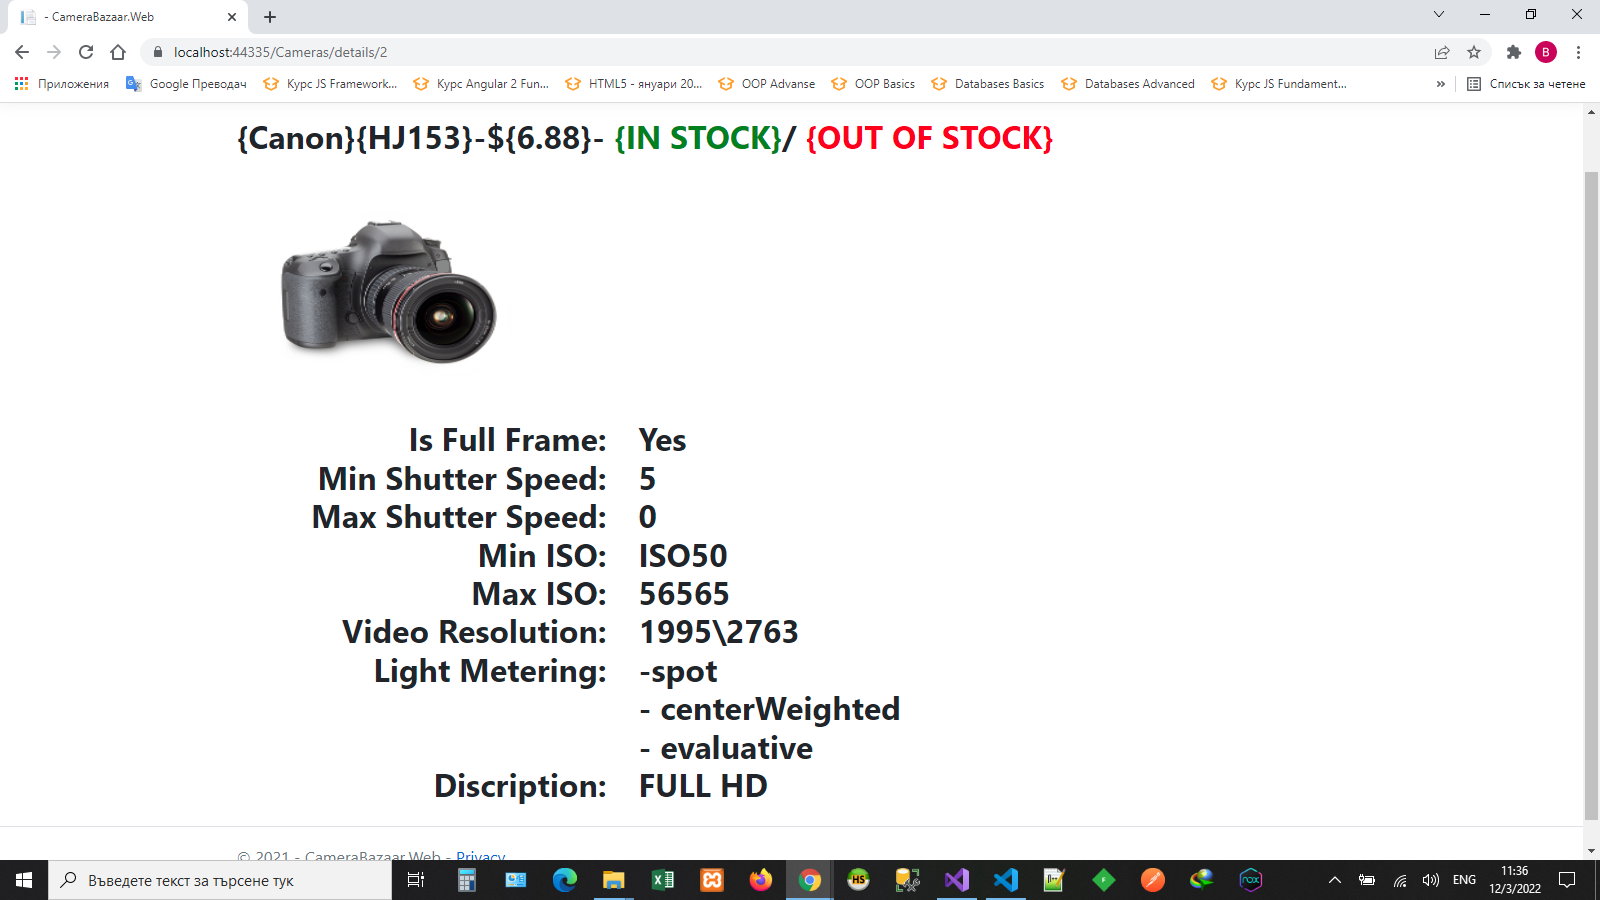 - CameraBazaar.Web
localhost:44335/Cameras/details/2
B
Приложения Google Преводач Курс JS Framework... Курс Angular 2 Fun... HTML5 - януари 20... OOP Advanse OOP Basics Databases Basics Databases Advanced Курс JS Fundament... » Списък за четене
{Canon}{HJ153}-${6.88}- {IN STOCK}/ {OUT OF STOCK}
Is Full Frame: Yes
Min Shutter Speed: 5
Max Shutter Speed: 0
Min ISO: ISO50
Max ISO: 56565
Video Resolution: 1995\2763
Light Metering: -spot
- centerWeighted
- evaluative
Discription: FULL HD
© 2021 - CameraBazaar.Web - Privacy
Въведете текст за търсене тук
HS
F
nox
ENG
11:36
12/3/2022